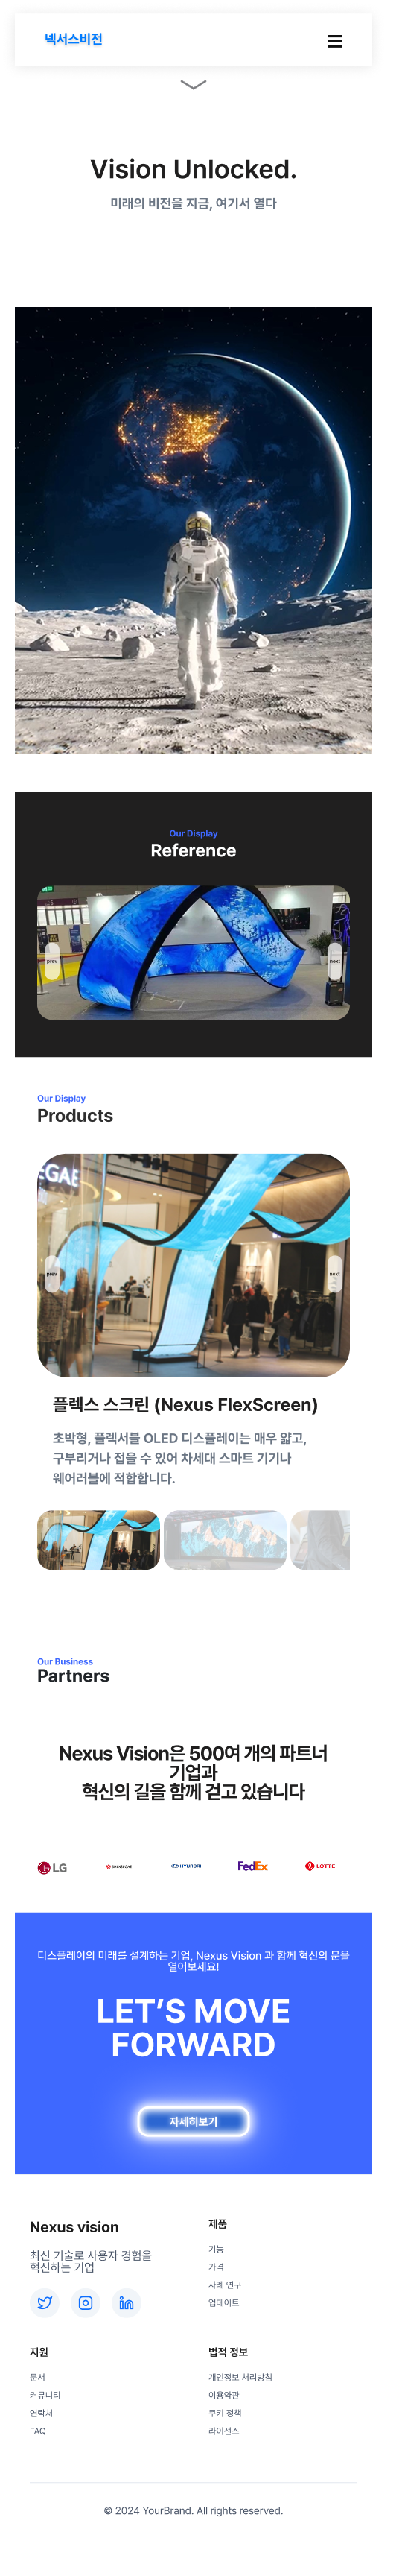 넥서스비전
Vision Unlocked.
미래의 비전을 지금, 여기서 열다
Our Display
Reference
prev
next
Our Display
Products
prev
next
플렉스 스크린 (Nexus FlexScreen)
초박형, 플렉서블 OLED 디스플레이는 매우 얇고,
구부리거나 접을 수 있어 차세대 스마트 기기나
웨어러블에 적합합니다.
Our Business
Partners
Nexus Vision은 500여 개의 파트너
기업과
혁신의 길을 함께 걷고 있습니다
LG
SHINSEGAE
HYUNDAI
FedEx
LOTTE
디스플레이의 미래를 설계하는 기업, Nexus Vision 과 함께 혁신의 문을
열어보세요!
LET’S MOVE
FORWARD
자세히보기
Nexus vision
최신 기술로 사용자 경험을
혁신하는 기업
제품
기능
가격
사례 연구
업데이트
지원
문서
커뮤니티
연락처
FAQ
법적 정보
개인정보 처리방침
이용약관
쿠키 정책
라이선스
© 2024 YourBrand. All rights reserved.